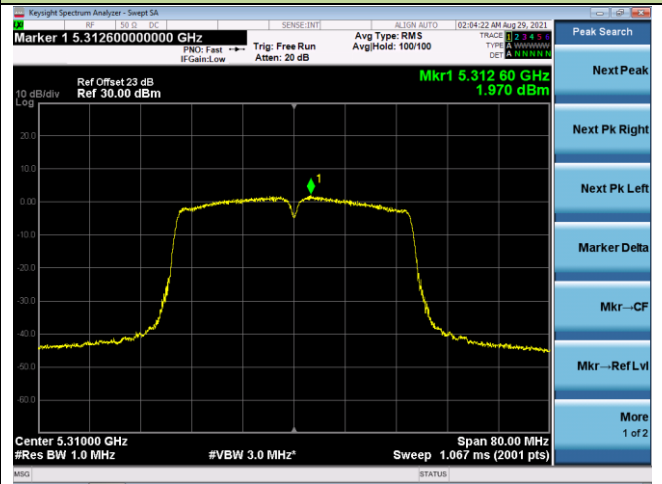 Keysight Spectrum Analyzer - Swept SA
RF 50 Ω DC SENSE:INT ALIGN AUTO 02:04:22 AM Aug 29, 2021
Marker 1 5.312600000000 GHz
PNO: Fast
IFGain:Low
Trig: Free Run
Atten: 20 dB
Avg Type: RMS
Avg|Hold: 100/100
TRACE 1 2 3 4 5 6
TYPE A WWWWW
DET A N N N N N
Ref Offset 23 dB
Ref 30.00 dBm
10 dB/div
Log
Mkr1 5.312 60 GHz
1.970 dBm
20.0
10.0
0.00
-10.0
-20.0
-30.0
-40.0
-50.0
-60.0
1
Center 5.31000 GHz
#Res BW 1.0 MHz
#VBW 3.0 MHz*
Span 80.00 MHz
Sweep 1.067 ms (2001 pts)
MSG
STATUS
Peak Search
Next Peak
Next Pk Right
Next Pk Left
Marker Delta
Mkr→CF
Mkr→Ref Lvl
More
1 of 2